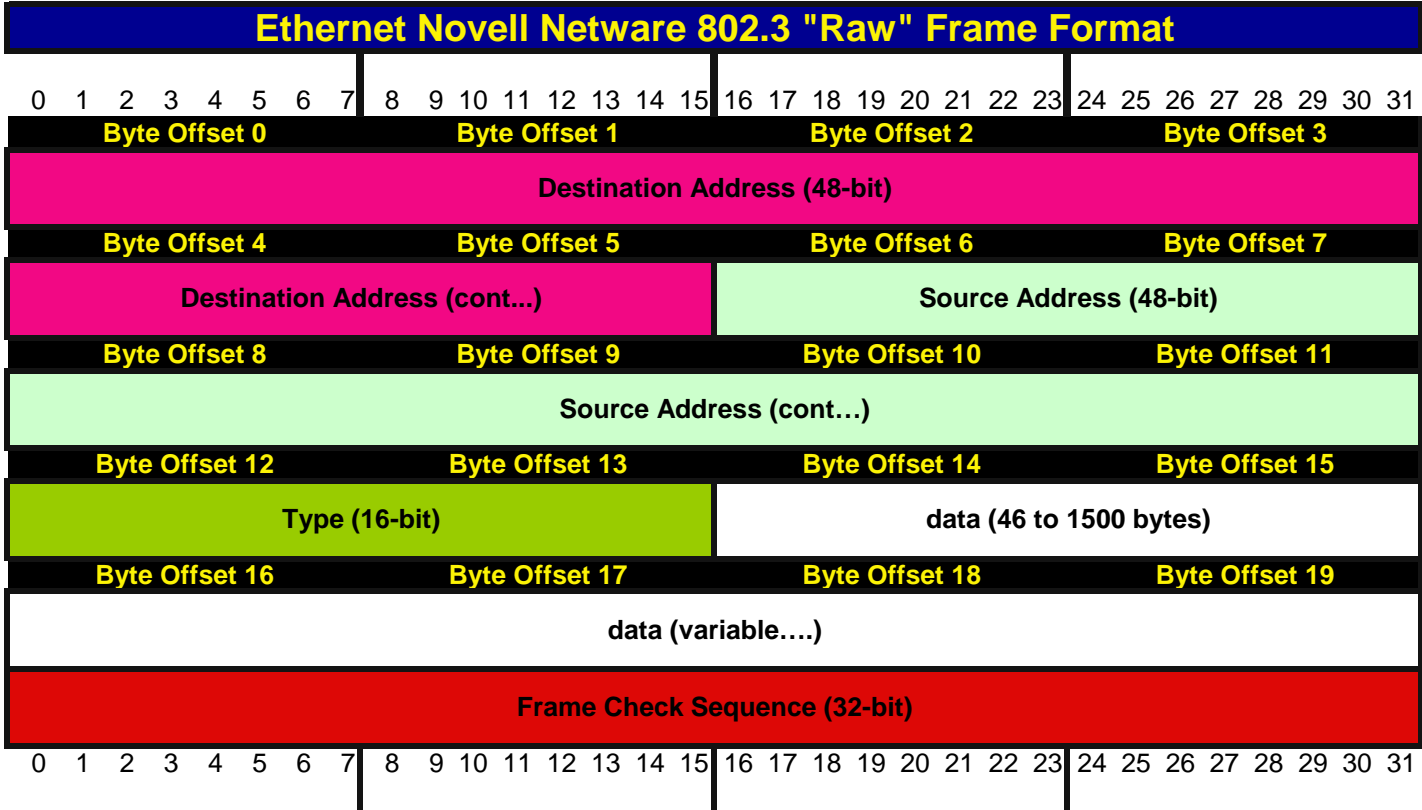 Ethernet Novell Netware 802.3 "Raw" Frame Format
0 1 2 3 4 5 6 7 8 9 10 11 12 13 14 15 16 17 18 19 20 21 22 23 24 25 26 27 28 29 30 31
Byte Offset 0 Byte Offset 1 Byte Offset 2 Byte Offset 3
Destination Address (48-bit)
Byte Offset 4 Byte Offset 5 Byte Offset 6 Byte Offset 7
Destination Address (cont...) Source Address (48-bit)
Byte Offset 8 Byte Offset 9 Byte Offset 10 Byte Offset 11
Source Address (cont…)
Byte Offset 12 Byte Offset 13 Byte Offset 14 Byte Offset 15
Type (16-bit) data (46 to 1500 bytes)
Byte Offset 16 Byte Offset 17 Byte Offset 18 Byte Offset 19
data (variable….)
Frame Check Sequence (32-bit)
0 1 2 3 4 5 6 7 8 9 10 11 12 13 14 15 16 17 18 19 20 21 22 23 24 25 26 27 28 29 30 31